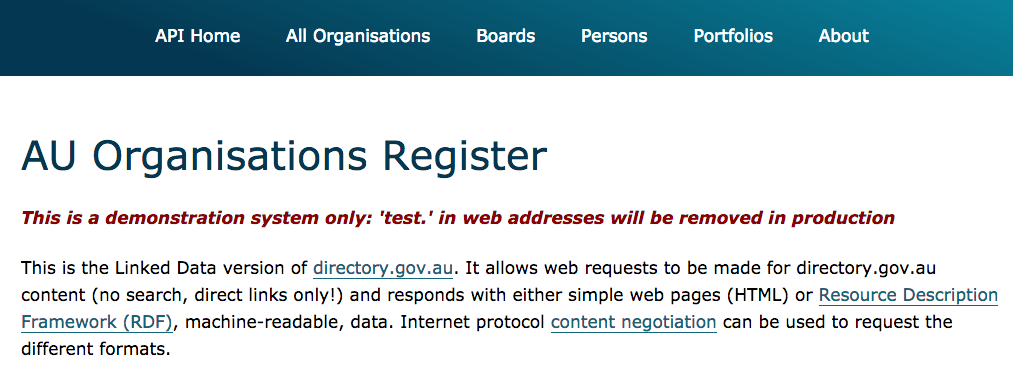 API Home All Organisations Boards Persons Portfolios About
AU Organisations Register
This is a demonstration system only: 'test.' in web addresses will be removed in production
This is the Linked Data version of directory.gov.au. It allows web requests to be made for directory.gov.au
content (no search, direct links only!) and responds with either simple web pages (HTML) or Resource Description
Framework (RDF), machine-readable, data. Internet protocol content negotiation can be used to request the
different formats.